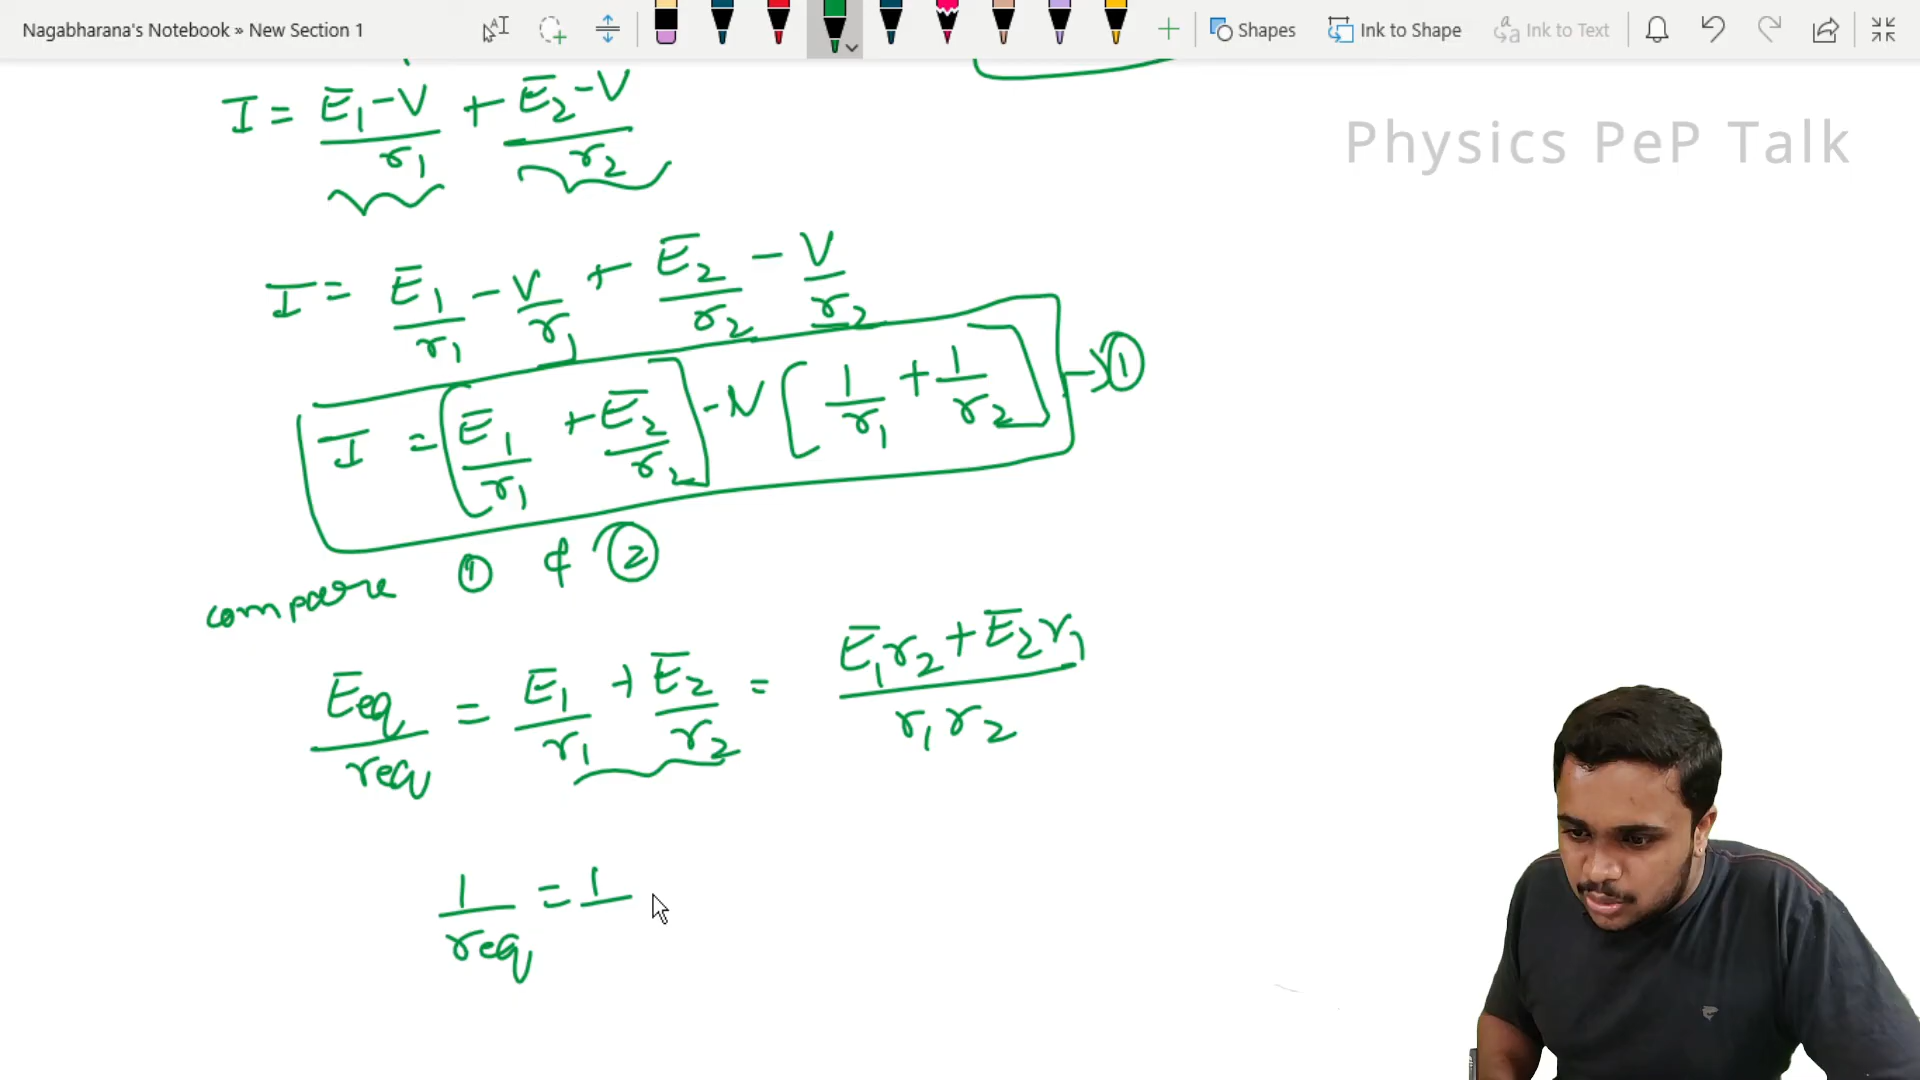 Nagabharana's Notebook » New Section 1
Shapes
Ink to Shape
Ink to Text
Physics PeP Talk
I = E₁-V/r₁ + E₂-V/r₂
I = E₁/r₁ - V/r₁ + E₂/r₂ - V/r₂
I = [E₁/r₁ + E₂/r₂] - V [1/r₁ + 1/r₂] → ①
compare ① & ②
Eeq/req = E₁/r₁ + E₂/r₂ = E₁r₂ + E₂r₁/r₁r₂
1/req = 1